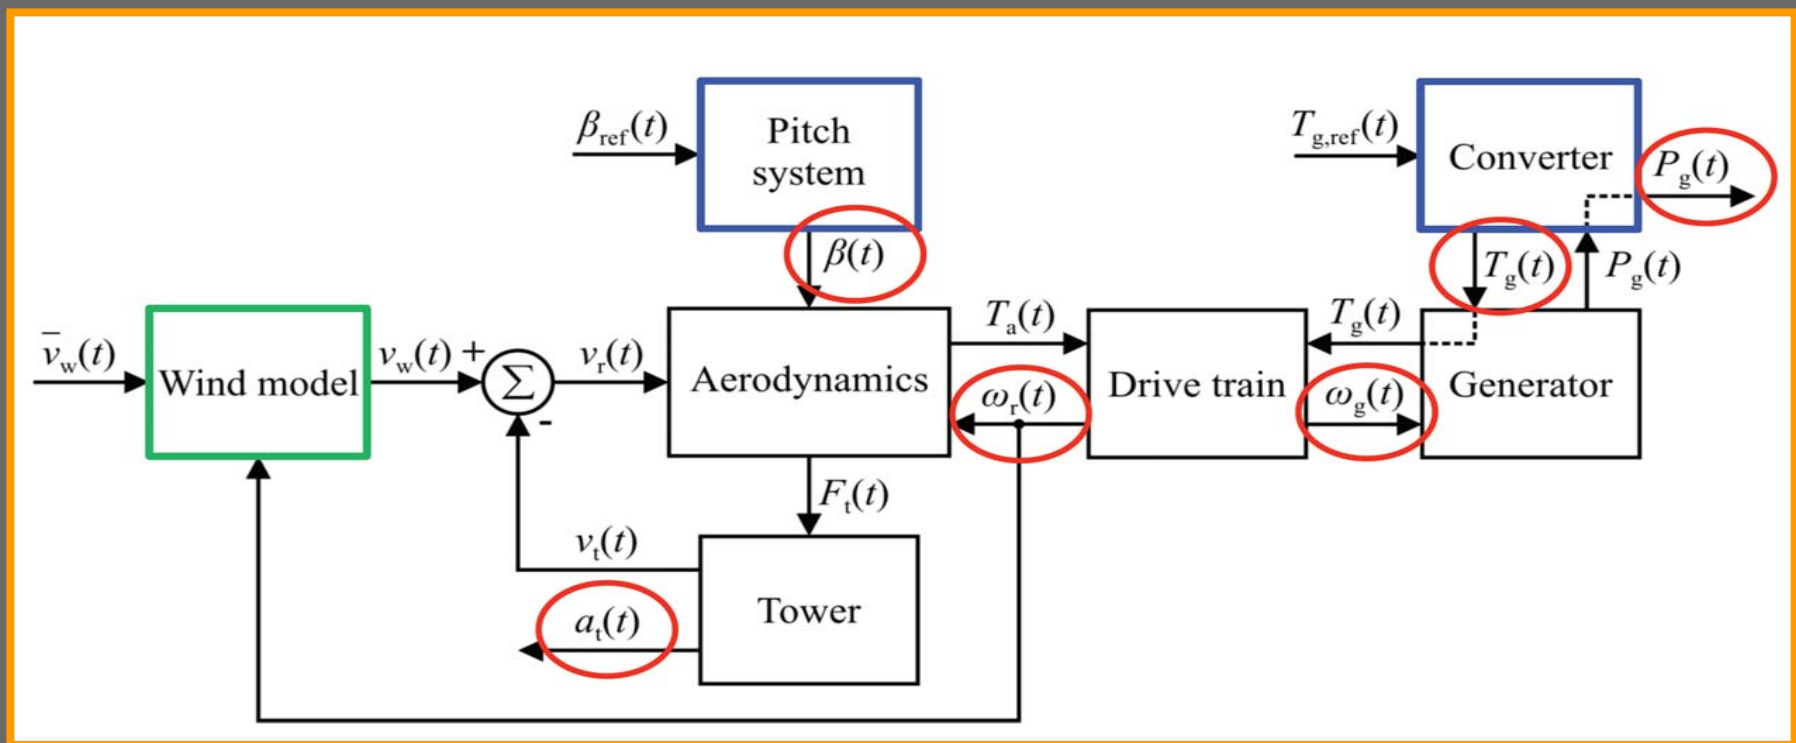 β_ref(t)
Pitch
system
T_g,ref(t)
Converter
P_g(t)
β(t)
T_g(t)
P_g(t)
v̄_w(t)
Wind model
v_w(t)
+
Σ
-
v_r(t)
Aerodynamics
T_a(t)
ω_r(t)
Drive train
T_g(t)
ω_g(t)
Generator
F_t(t)
v_t(t)
a_t(t)
Tower